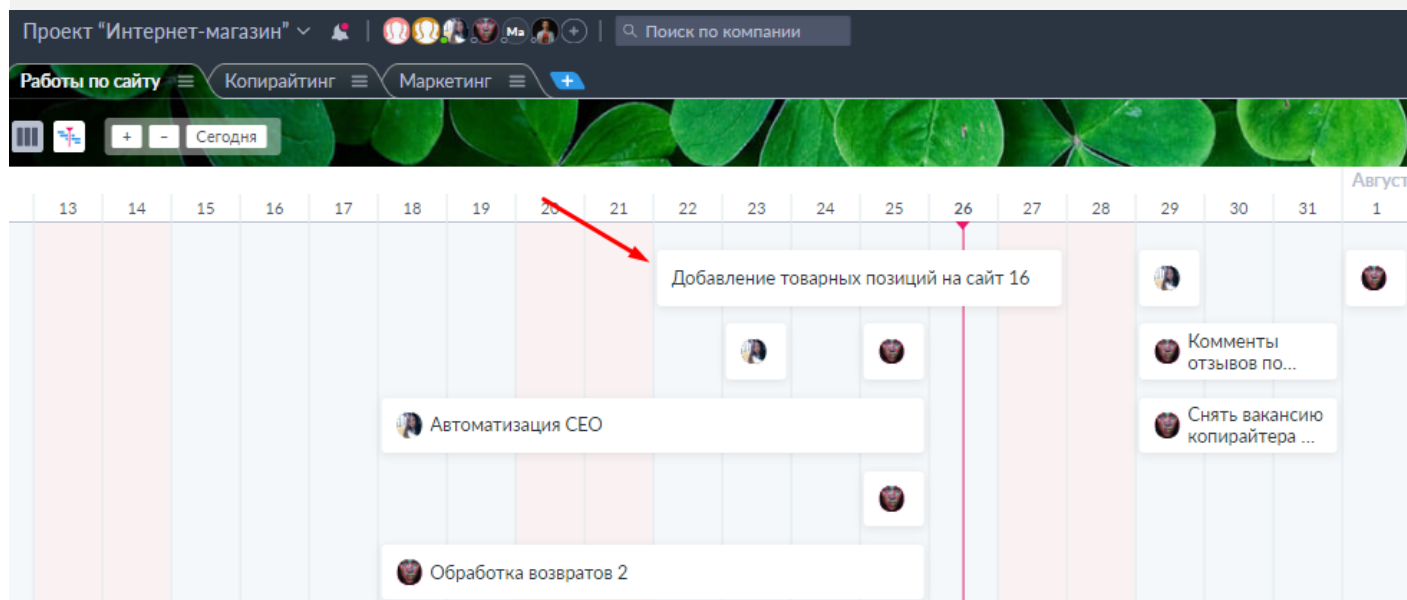 Проект “Интернет-магазин”
Ma
+
Поиск по компании
Работы по сайту
Копирайтинг
Маркетинг
+
+ - Сегодня
Август
13 14 15 16 17 18 19 20 21 22 23 24 25 26 27 28 29 30 31 1
Добавление товарных позиций на сайт 16
Комменты
отзывов по...
Автоматизация СЕО
Снять вакансию
копирайтера ...
Обработка возвратов 2